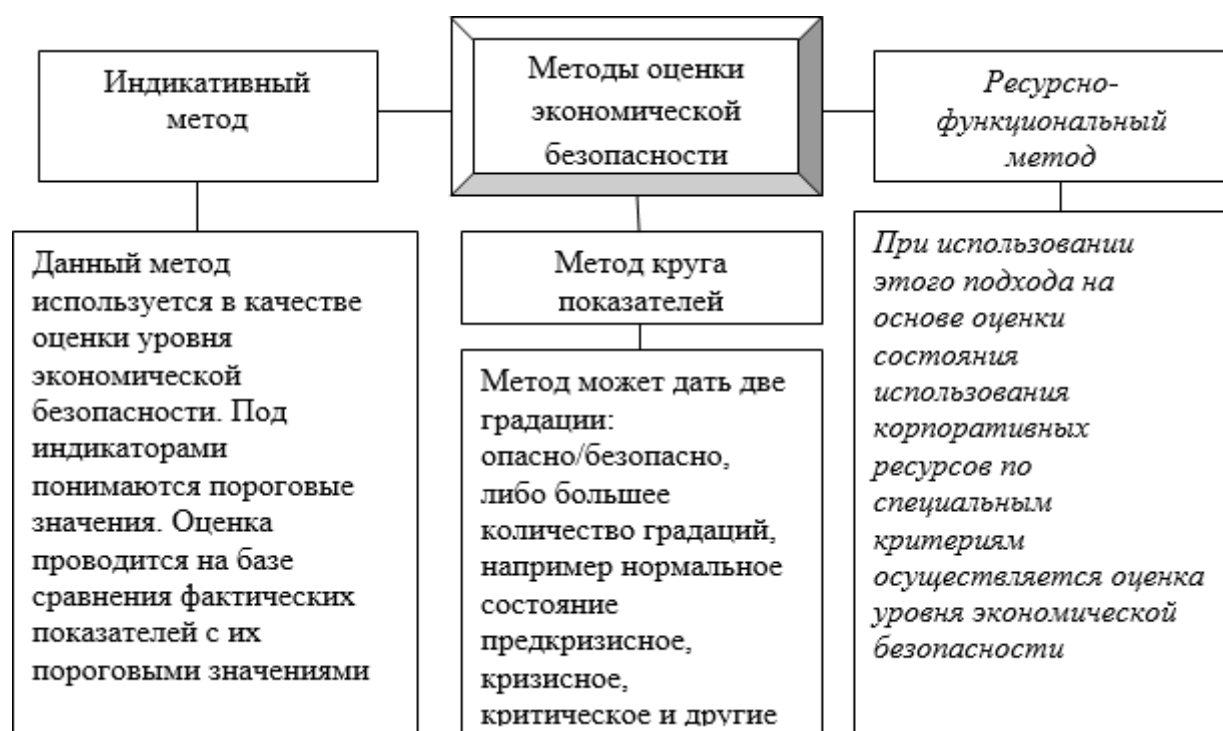 Методы оценки
экономической
безопасности
Индикативный
метод
Данный метод
используется в качестве
оценки уровня
экономической
безопасности. Под
индикаторами
понимаются пороговые
значения. Оценка
проводится на базе
сравнения фактических
показателей с их
пороговыми значениями
Метод круга
показателей
Метод может дать две
градации:
опасно/безопасно,
либо большее
количество градаций,
например нормальное
состояние
предкризисное,
кризисное,
критическое и другие
Ресурсно-
функциональный
метод
При использовании
этого подхода на
основе оценки
состояния
использования
корпоративных
ресурсов по
специальным
критериям
осуществляется оценка
уровня экономической
безопасности